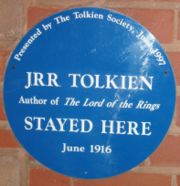 Presented by The Tolkien Society, July 1997
JRR TOLKIEN
Author of The Lord of the Rings
STAYED HERE
June 1916